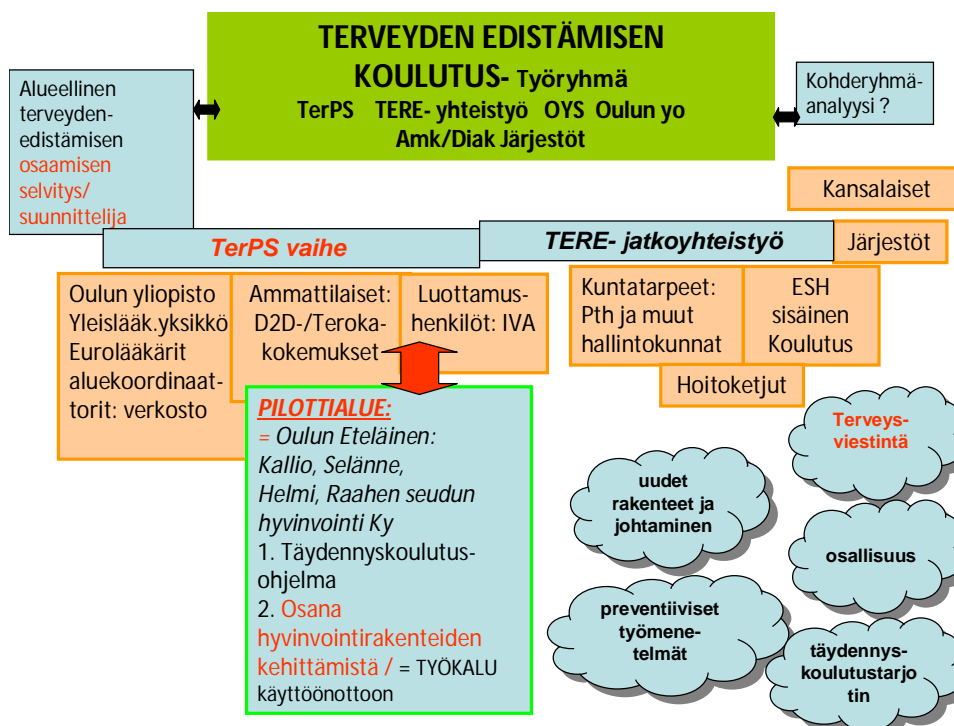 TERVEYDEN EDISTÄMISEN
KOULUTUS- Työryhmä
TerPS TERE- yhteistyö OYS Oulun yo
Amk/Diak Järjestöt
Alueellinen
terveyden-
edistämisen
osaamisen
selvitys/
suunnittelija
Kohderyhmä-
analyysi ?
Kansalaiset
Järjestöt
TerPS vaihe
TERE- jatkoyhteistyö
Oulun yliopisto
Yleislääk.yksikkö
Eurolääkärit
aluekoordinaat-
torit: verkosto
Ammattilaiset:
D2D-/Teroka-
kokemukset
Luottamus-
henkilöt: IVA
Kuntatarpeet:
Pth ja muut
hallintokunnat
ESH
sisäinen
Koulutus
Hoitoketjut
PILOTTIALUE:
= Oulun Eteläinen:
Kallio, Selänne,
Helmi, Raahen seudun
hyvinvointi Ky
1. Täydennyskoulutus-
ohjelma
2. Osana
hyvinvointirakenteiden
kehittämistä / = TYÖKALU
käyttöönottoon
Terveys-
viestintä
uudet
rakenteet ja
johtaminen
osallisuus
preventiiviset
työmene-
telmät
täydennys-
koulutustarjo
tin